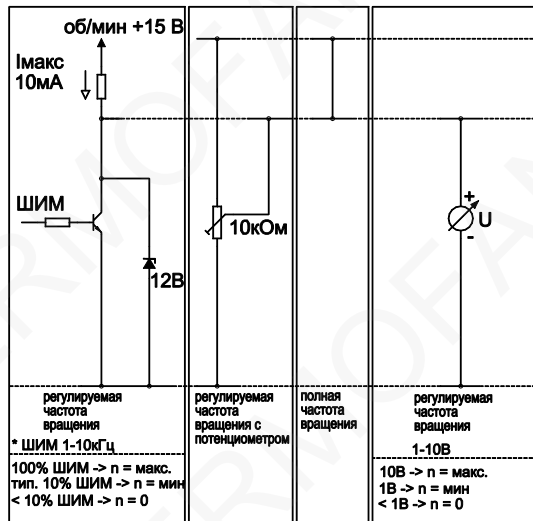 об/мин +15 В
Iмакс
10мА
ШИМ
12В
10кОм
+
U
-
регулируемая
частота
вращения
* ШИМ 1-10кГц
100% ШИМ -> n = макс.
тип. 10% ШИМ -> n = мин
< 10% ШИМ -> n = 0
регулируемая
частота
вращения с
потенциометром
полная
частота
вращения
регулируемая
частота
вращения
1-10В
10В -> n = макс.
1В -> n = мин
< 1В -> n = 0